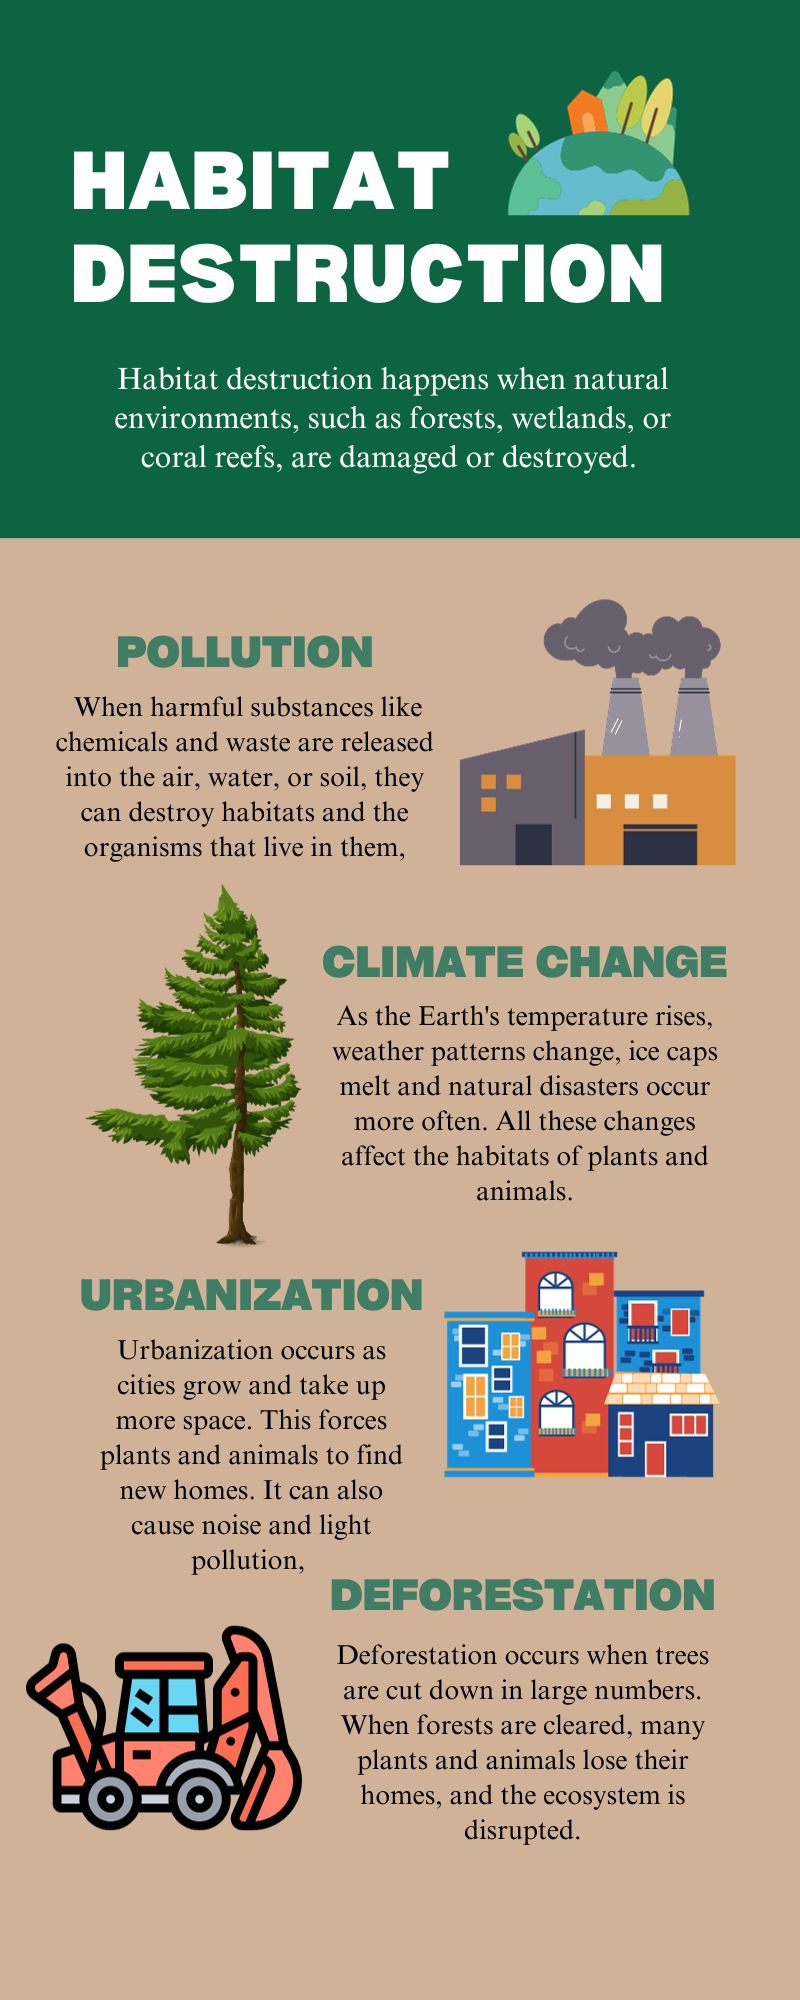 HABITAT
DESTRUCTION
Habitat destruction happens when natural
environments, such as forests, wetlands, or
coral reefs, are damaged or destroyed.
POLLUTION
When harmful substances like
chemicals and waste are released
into the air, water, or soil, they
can destroy habitats and the
organisms that live in them,
CLIMATE CHANGE
As the Earth's temperature rises,
weather patterns change, ice caps
melt and natural disasters occur
more often. All these changes
affect the habitats of plants and
animals.
URBANIZATION
Urbanization occurs as
cities grow and take up
more space. This forces
plants and animals to find
new homes. It can also
cause noise and light
pollution,
DEFORESTATION
Deforestation occurs when trees
are cut down in large numbers.
When forests are cleared, many
plants and animals lose their
homes, and the ecosystem is
disrupted.